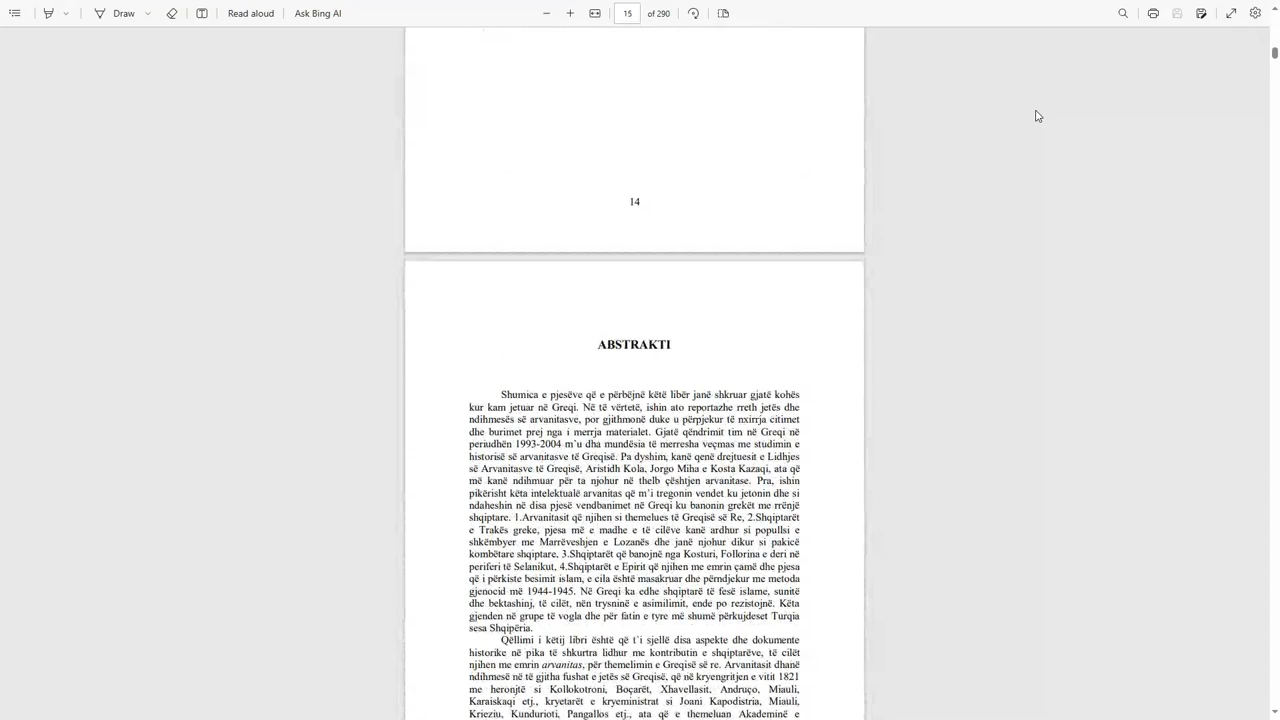 Draw
Read aloud
Ask Bing AI
15
of 290
14
ABSTRAKTI
Shumica e pjesëve që e përbëjnë këtë libër janë shkruar gjatë kohës
kur kam jetuar në Greqi. Në të vërtetë, ishin ato reportazhe rreth jetës dhe
ndihmesës së arvanitasve, por gjithmonë duke u përpjekur të nxirrja citimet
dhe burimet prej nga i merrja materialet. Gjatë qëndrimit tim në Greqi në
periudhën 1993-2004 m`u dha mundësia të merresha veçmas me studimin e
historisë së arvanitasve të Greqisë. Pa dyshim, kanë qenë drejtuesit e Lidhjes
së Arvanitasve të Greqisë, Aristidh Kola, Jorgo Miha e Kosta Kazaqi, ata që
më kanë ndihmuar për ta njohur në thelb çështjen arvanitase. Pra, ishin
pikërisht këta intelektualë arvanitas që m`i tregonin vendet ku jetonin dhe si
ndaheshin në disa pjesë vendbanimet në Greqi ku banonin grekët me rrënjë
shqiptare. 1.Arvanitasit që njihen si themelues të Greqisë së Re, 2.Shqiptarët
e Trakës greke, pjesa më e madhe e të cilëve kanë ardhur si popullsi e
shkëmbyer me Marrëveshjen e Lozanës dhe janë njohur dikur si pakicë
kombëtare shqiptare, 3.Shqiptarët që banojnë nga Kosturi, Follorina e deri në
periferi të Selanikut, 4.Shqiptarët e Epirit që njihen me emrin çamë dhe pjesa
që i përkiste besimit islam, e cila është masakruar dhe përndjekur me metoda
gjenocid më 1944-1945. Në Greqi ka edhe shqiptarë të fesë islame, sunitë
dhe bektashinj, të cilët, nën trysninë e asimilimit, ende po rezistojnë. Këta
gjenden në grupe të vogla dhe për fatin e tyre më shumë përkujdeset Turqia
sesa Shqipëria.
Qëllimi i këtij libri është që t`i sjellë disa aspekte dhe dokumente
historike në pika të shkurtra lidhur me kontributin e shqiptarëve, të cilët
njihen me emrin arvanitas, për themelimin e Greqisë së re. Arvanitasit dhanë
ndihmesë në të gjitha fushat e jetës së Greqisë, që në kryengritjen e vitit 1821
me heronjtë si Kollokotroni, Boçarët, Xhavellasit, Andruço, Miauli,
Karaiskaqi etj., kryetarët e kryeministrat si Joani Kapodistria, Miauli,
Krieziu, Kundurioti, Pangallos etj., ata që e themeluan Akademinë e